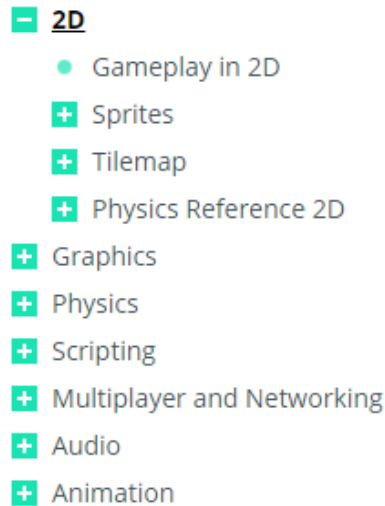 2D
Gameplay in 2D
Sprites
Tilemap
Physics Reference 2D
Graphics
Physics
Scripting
Multiplayer and Networking
Audio
Animation